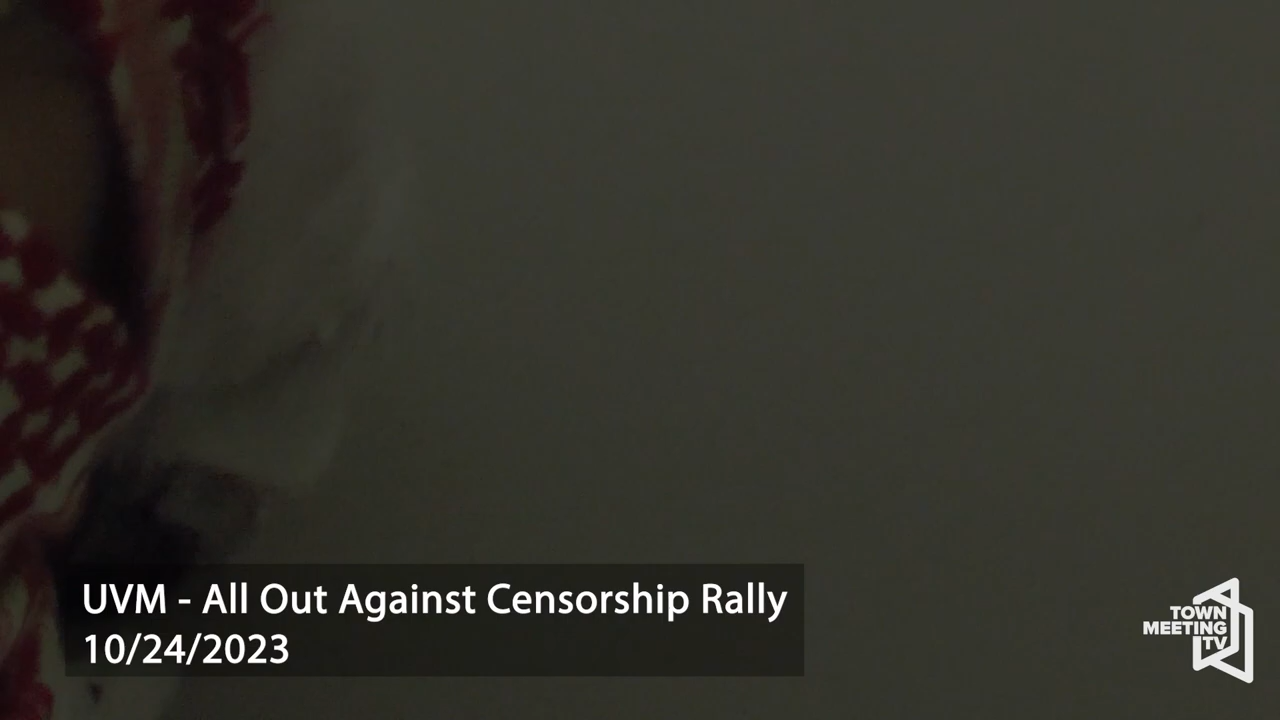 UVM - All Out Against Censorship Rally
10/24/2023
TOWN
MEETING
TV